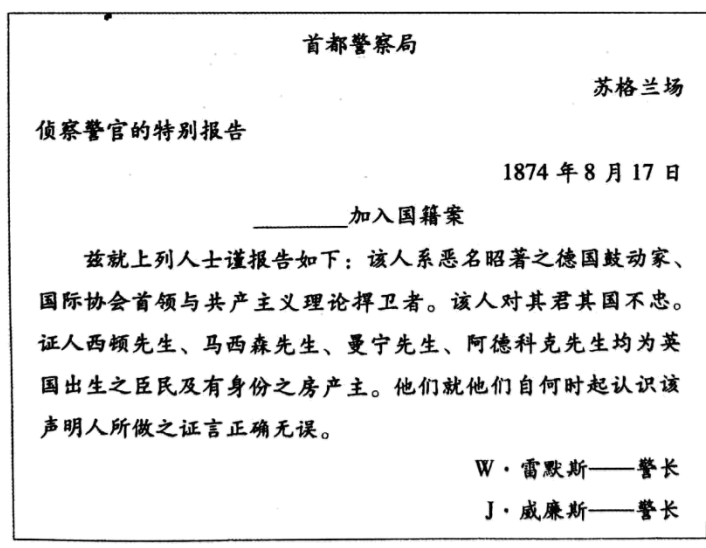 首都警察局
苏格兰场
侦察警官的特别报告
1874年8月17日
________加入国籍案
兹就上列人士谨报告如下：该人系恶名昭著之德国鼓动家、
国际协会首领与共产主义理论捍卫者。该人对其君其国不忠。
证人西顿先生、马西森先生、曼宁先生、阿德科克先生均为英
国出生之臣民及有身份之房产主。他们就他们自何时起认识该
声明人所做之证言正确无误。
W·雷默斯——警长
J·威廉斯——警长